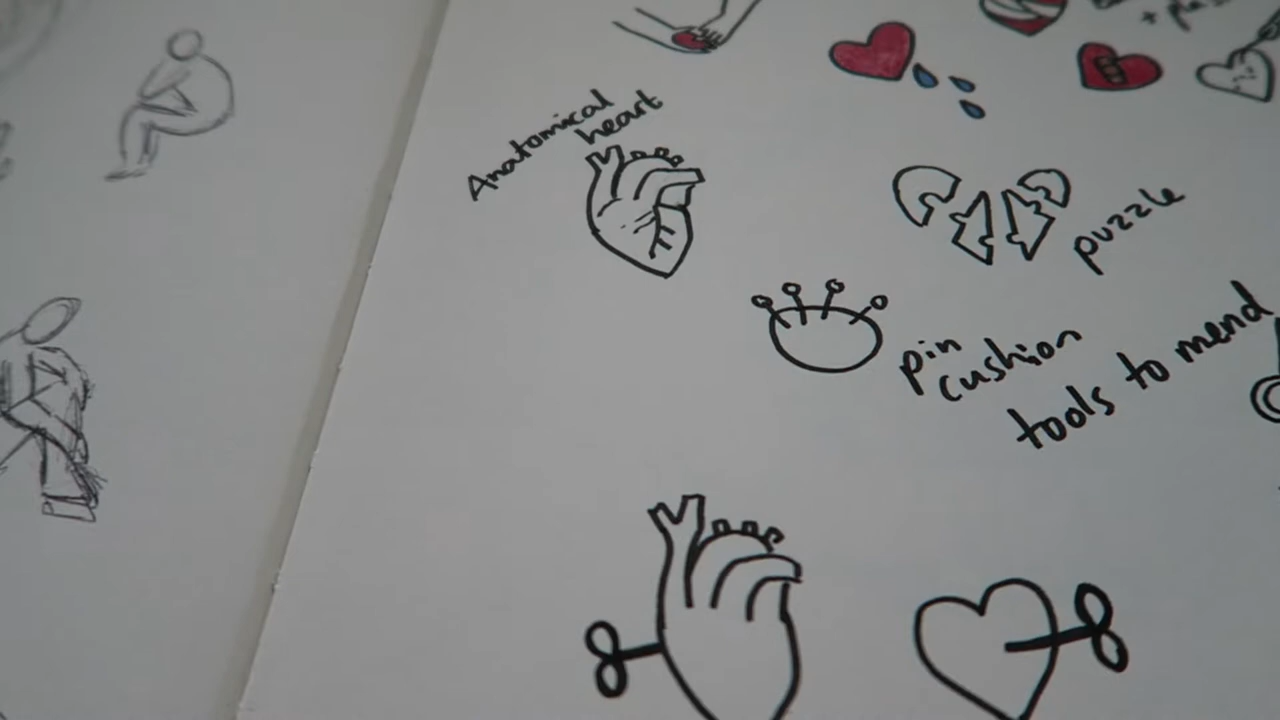 Anatomical
heart
puzzle
pin
cushion
tools to mend